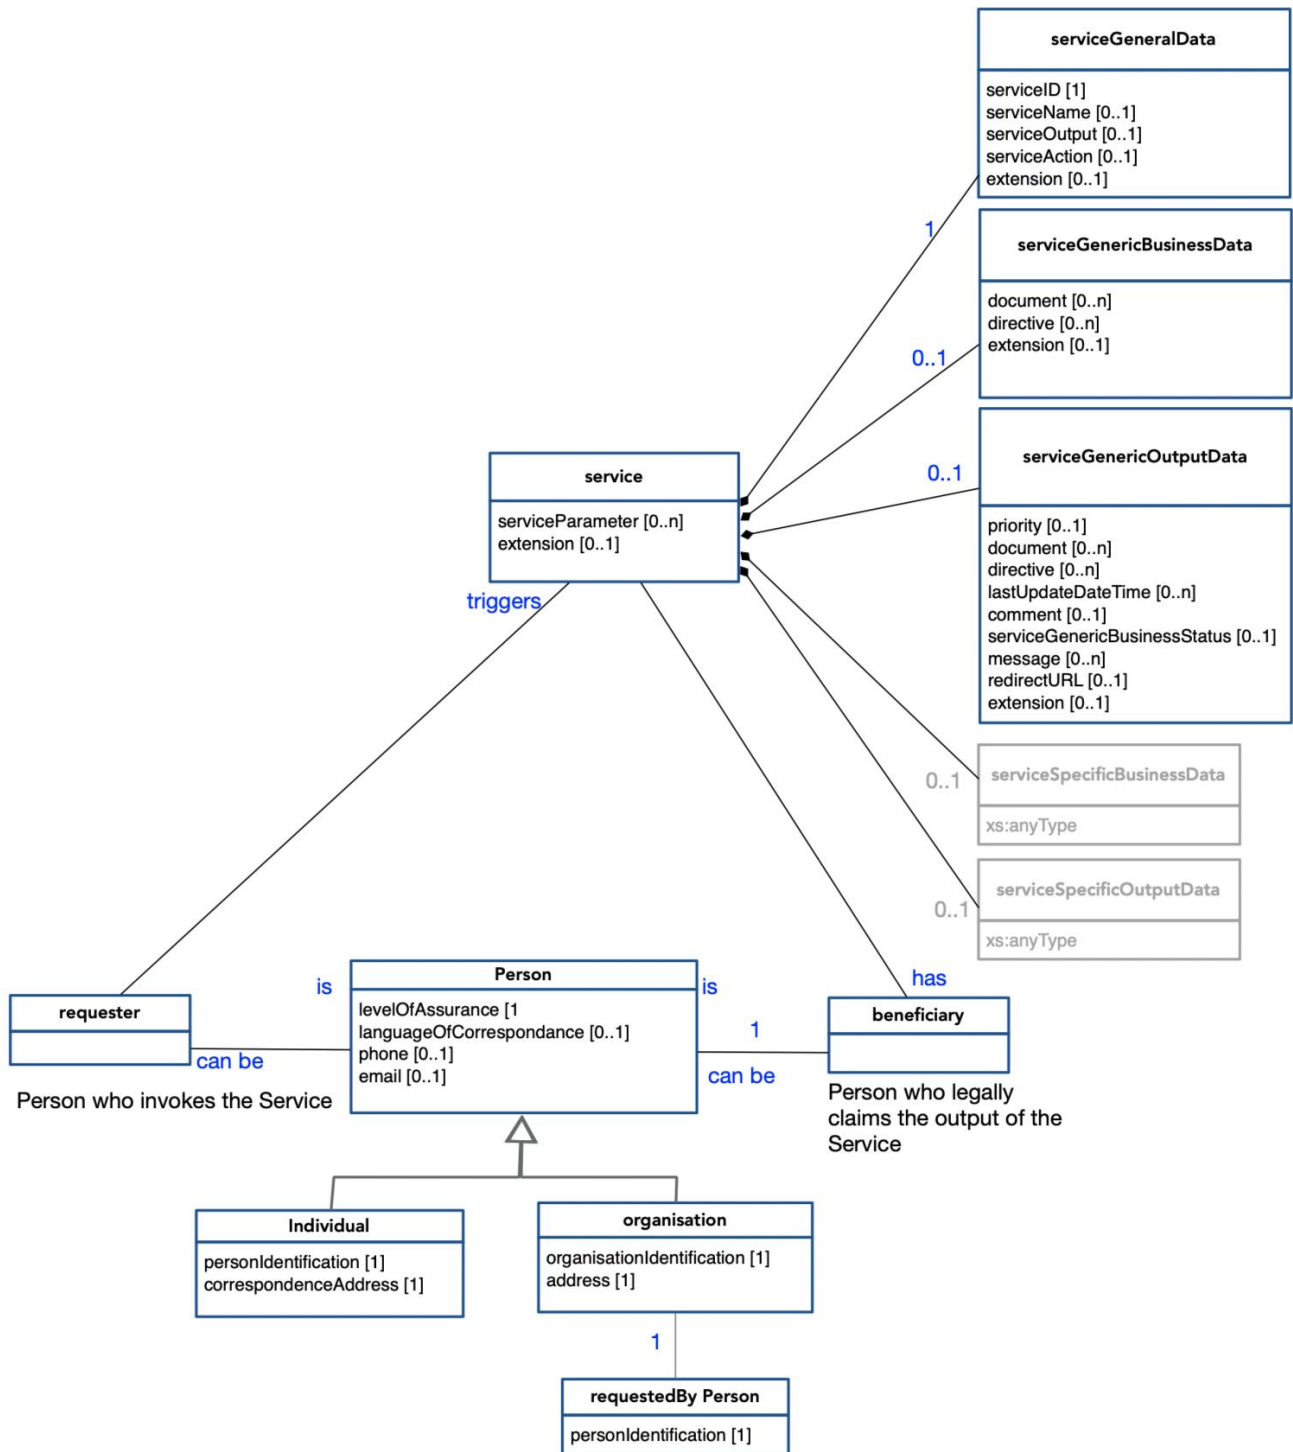 serviceGeneralData
serviceID [1]
serviceName [0..1]
serviceOutput [0..1]
serviceAction [0..1]
extension [0..1]
1
serviceGenericBusinessData
document [0..n]
directive [0..n]
extension [0..1]
0..1
serviceGenericOutputData
0..1
priority [0..1]
document [0..n]
directive [0..n]
lastUpdateDateTime [0..n]
comment [0..1]
serviceGenericBusinessStatus [0..1]
message [0..n]
redirectURL [0..1]
extension [0..1]
service
serviceParameter [0..n]
extension [0..1]
triggers
serviceSpecificBusinessData
0..1
xs:anyType
serviceSpecificOutputData
0..1
xs:anyType
has
requester
can be
Person who invokes the Service
is
Person
levelOfAssurance [1
languageOfCorrespondance [0..1]
phone [0..1]
email [0..1]
is
1
can be
beneficiary
Person who legally
claims the output of the
Service
Individual
personIdentification [1]
correspondenceAddress [1]
organisation
organisationIdentification [1]
address [1]
1
requestedBy Person
personIdentification [1]